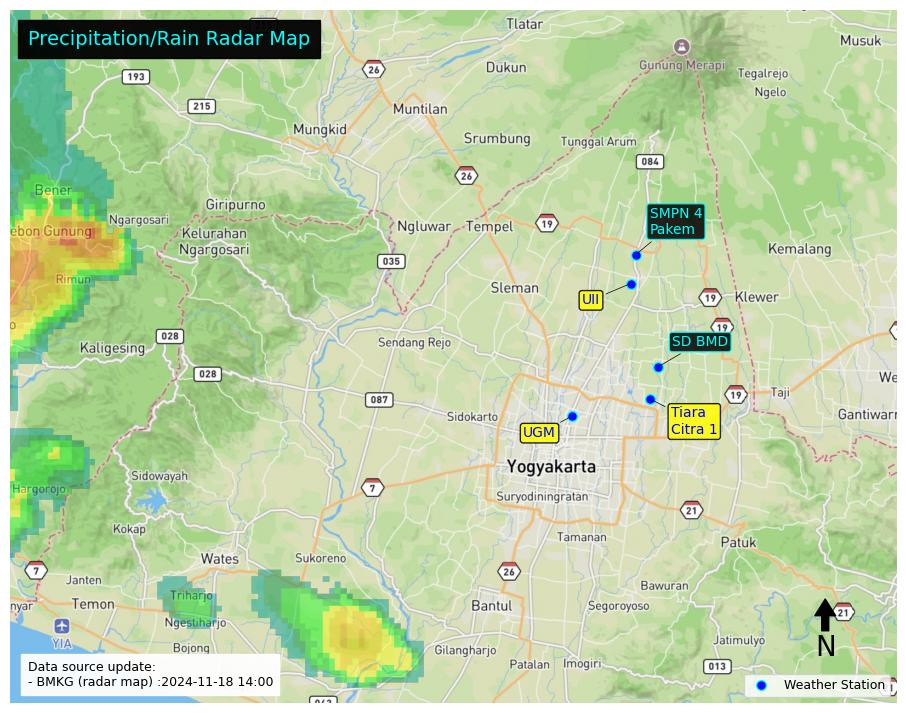 Precipitation/Rain Radar Map
Tlatar
Musuk
Gunung Merapi
26
Dukun
Tegalrejo
193
Ngelo
215
Muntilan
Mungkid
Srumbung
Tunggal Arum
084
26
Bener
Giripurno
SMPN 4
Pakem
Ngargosari
ebon Gunung
Kelurahan
Ngargosari
Ngluwar
Tempel
19
Kemalang
035
Rimun
Sleman
UII
19
Klewer
o
19
028
Sendang Rejo
SD BMD
Kaligesing
028
We
087
19
Taji
Sidokarto
Tiara
Citra 1
Gantiwarn
UGM
Yogyakarta
Sidowayah
Hargorojo
7
Suryodiningratan
21
Kokap
Tamanan
Patuk
Wates
Sukoreno
7
26
Janten
Bawuran
Triharjo
nyar
Temon
Bantul
Segoroyoso
21
Ngestiharjo
YIA
Jatimulyo
N
Bojong
Gilangharjo
Patalan
Imogiri
013
Data source update:
- BMKG (radar map) :2024-11-18 14:00
Weather Station